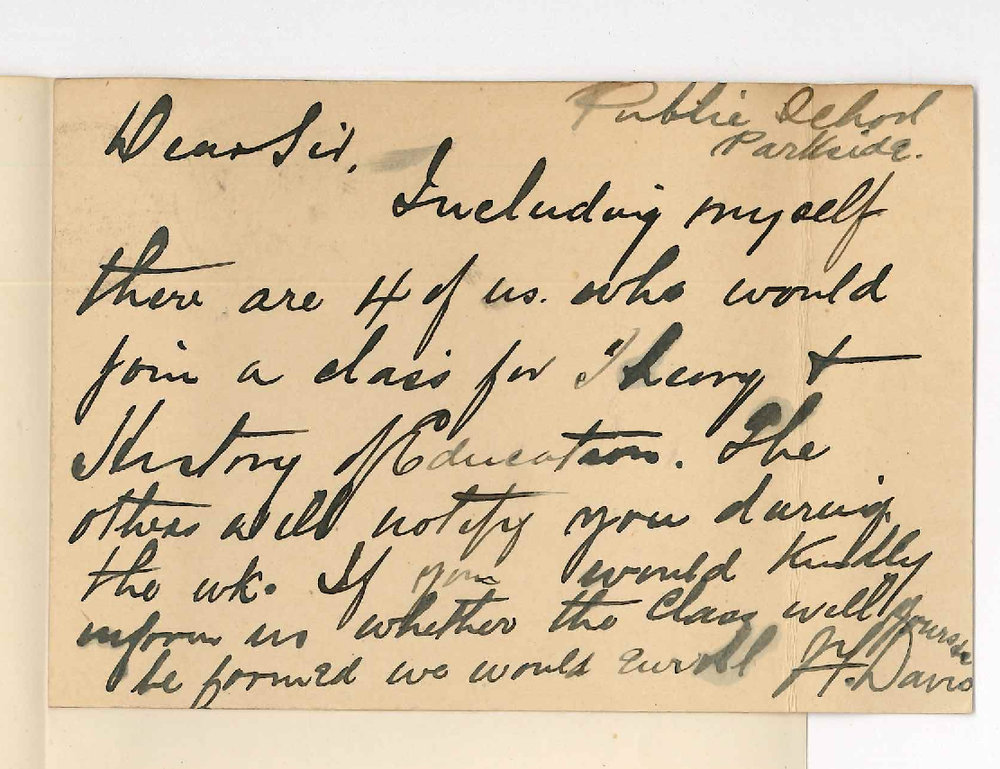 Public School
Parkside.
Dear Sir,
Including myself
there are 4 of us. who would
join a class for Theory &
History of Education. The
others will notify you during
the wk. If you would Kindly
inform us whether the Class will
be formed we would enroll
Yours
H. Davis